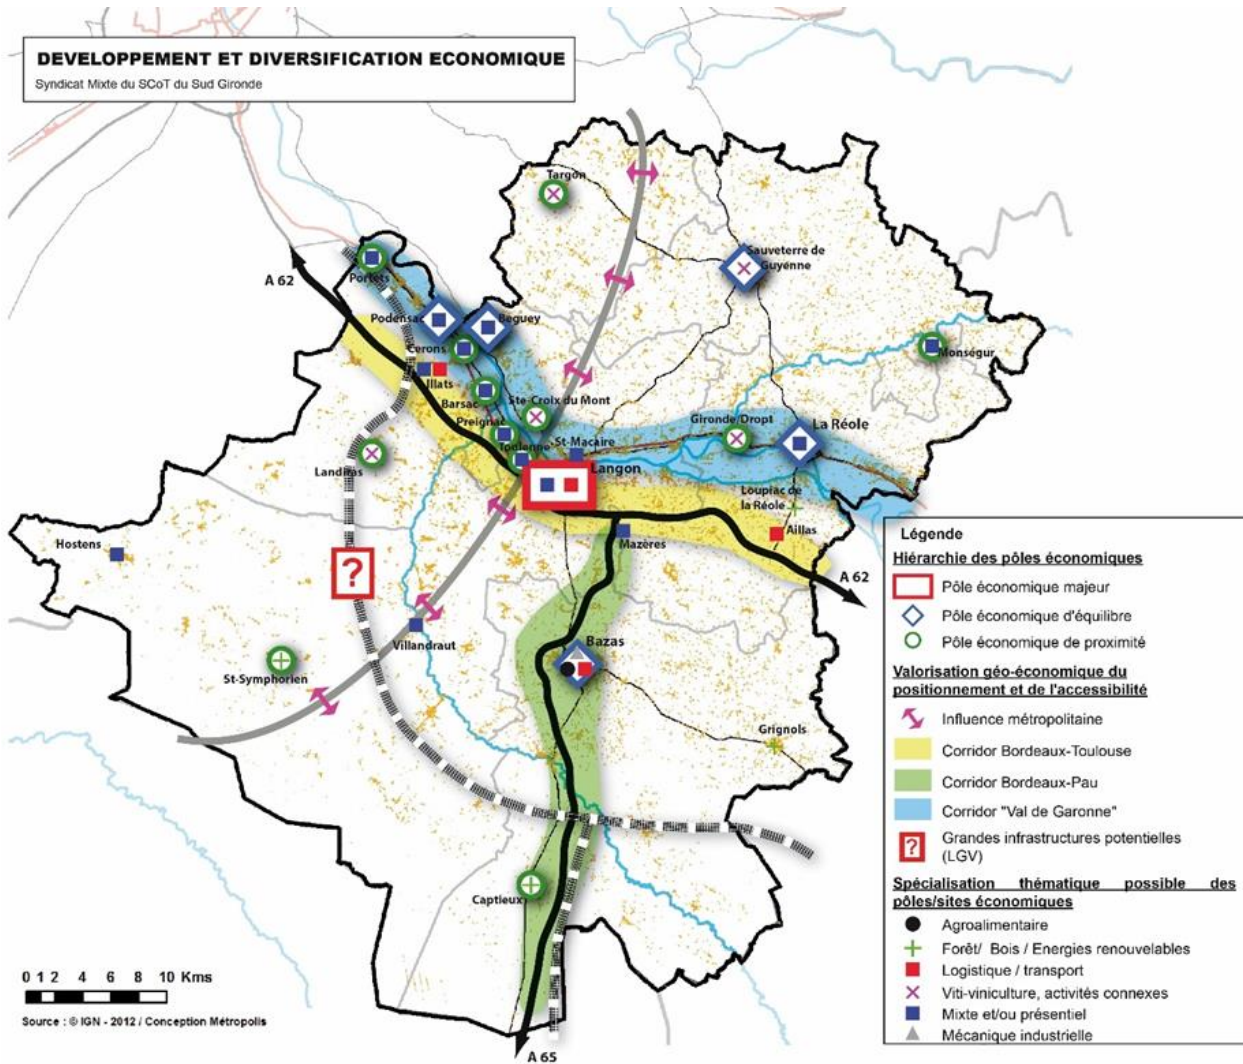 DEVELOPPEMENT ET DIVERSIFICATION ECONOMIQUE
Syndicat Mixte du SCoT du Sud Gironde
Targon
Sauveterre de
Guyenne
A 62
Portets
Podensac
Beguey
Cerons
Monségur
Illats
Barsac
Ste-Croix du Mont
Preignac
Gironde/Dropt
La Réole
Toulenne
St-Macaire
Landiras
Langon
Loupiac de
la Réole
Aillas
Hostens
Mazères
A 62
?
Villandraut
Bazas
St-Symphorien
Grignols
Captieux
A 65
0 1 2 4 6 8 10 Kms
Source : © IGN - 2012 / Conception Métropolis
Légende
Hiérarchie des pôles économiques
Pôle économique majeur
Pôle économique d'équilibre
Pôle économique de proximité
Valorisation géo-économique du
positionnement et de l'accessibilité
Influence métropolitaine
Corridor Bordeaux-Toulouse
Corridor Bordeaux-Pau
Corridor "Val de Garonne"
? Grandes infrastructures potentielles
(LGV)
Spécialisation thématique possible des
pôles/sites économiques
Agroalimentaire
Forêt/ Bois / Energies renouvelables
Logistique / transport
Viti-viniculture, activités connexes
Mixte et/ou présentiel
Mécanique industrielle